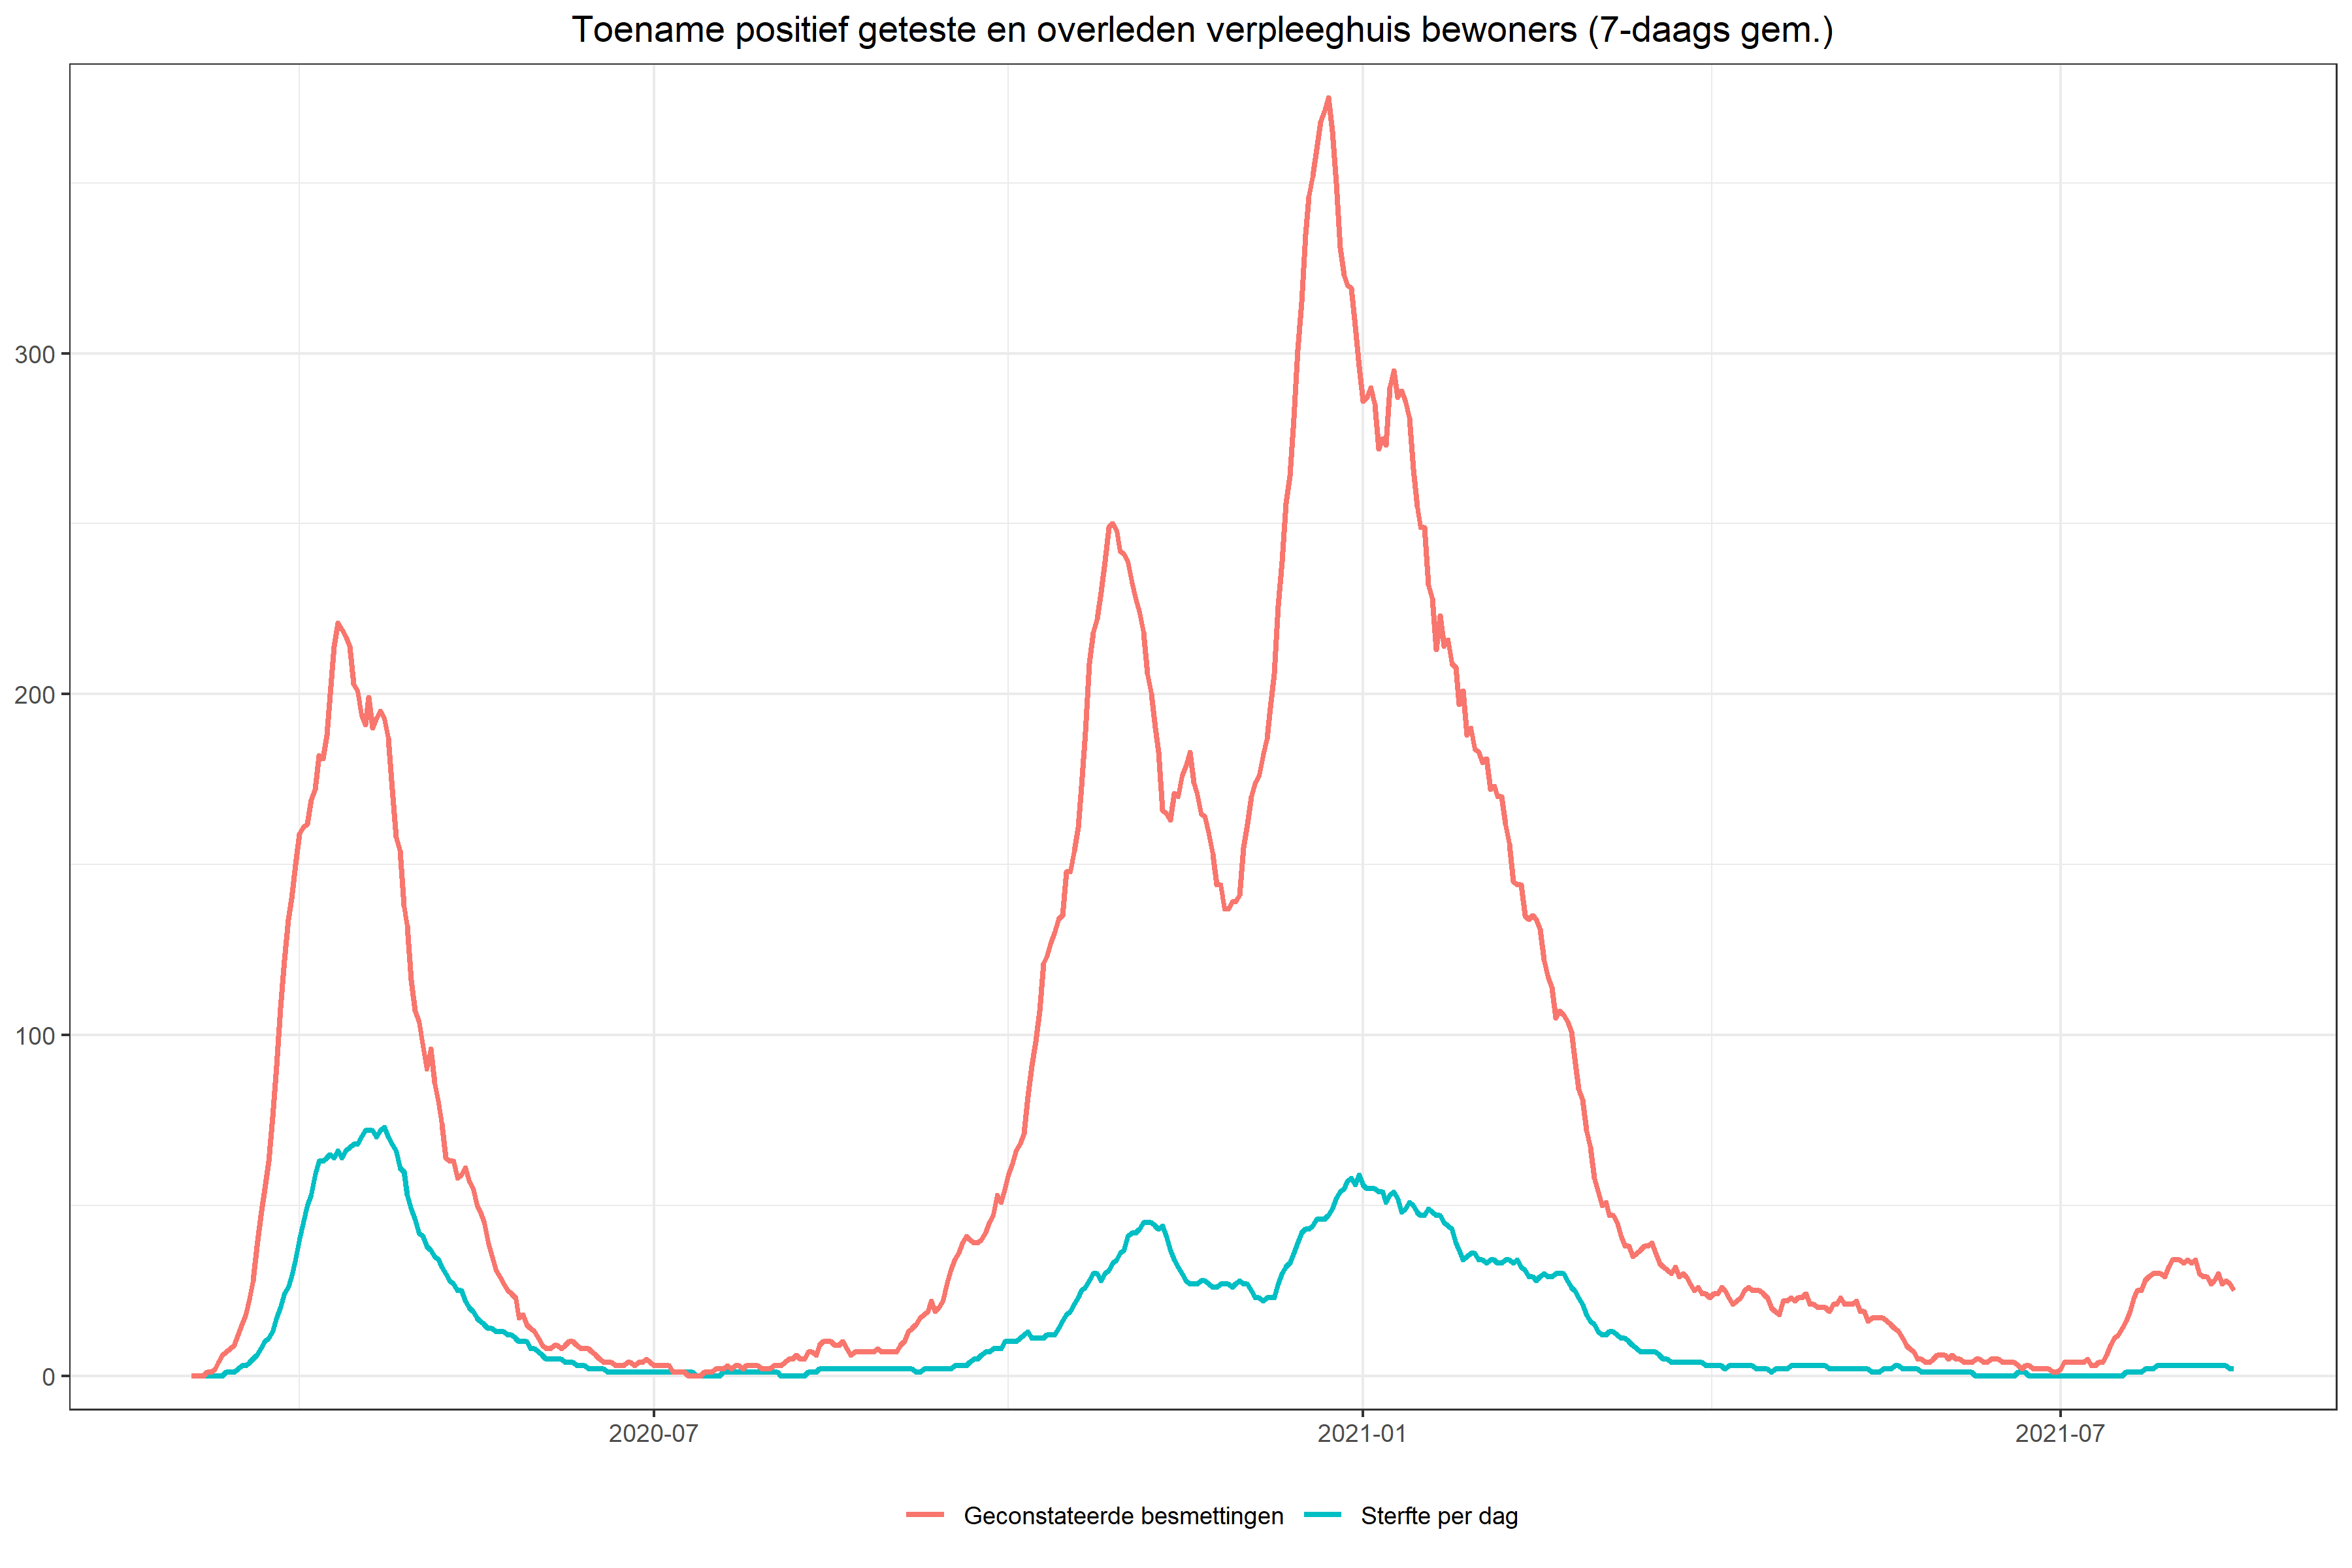 Toename positief geteste en overleden verpleeghuis bewoners (7-daags gem.)
300
200
100
0
2020-07
2021-01
2021-07
Geconstateerde besmettingen
Sterfte per dag